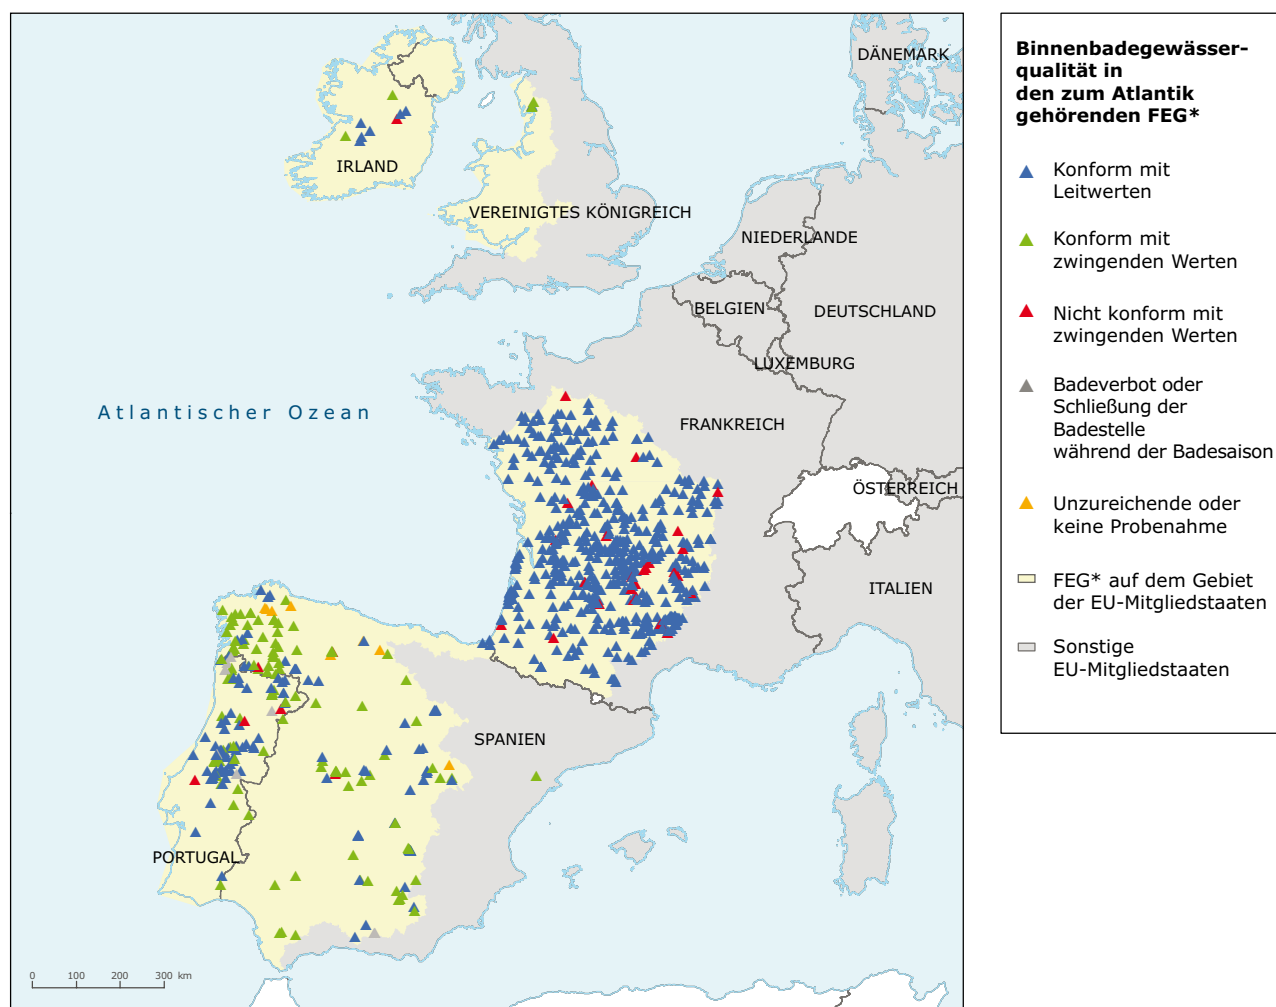 DÄNEMARK
IRLAND
VEREINIGTES KÖNIGREICH
NIEDERLANDE
BELGIEN
DEUTSCHLAND
LUXEMBURG
Atlantischer Ozean
FRANKREICH
ÖSTERREICH
ITALIEN
SPANIEN
PORTUGAL
0 100 200 300 km
Binnenbadegewässer-
qualität in
den zum Atlantik
gehörenden FEG*
Konform mit
Leitwerten
Konform mit
zwingenden Werten
Nicht konform mit
zwingenden Werten
Badeverbot oder
Schließung der
Badestelle
während der Badesaison
Unzureichende oder
keine Probenahme
FEG* auf dem Gebiet
der EU-Mitgliedstaaten
Sonstige
EU-Mitgliedstaaten